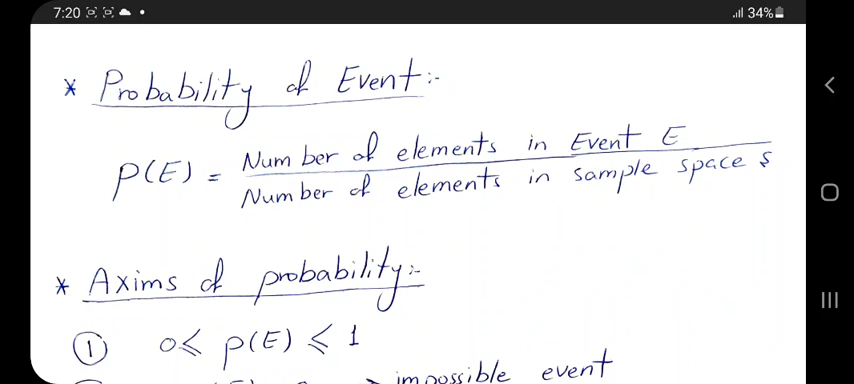 7:20
34%
* Probability of Event:-
P(E) = Number of elements in Event E
Number of elements in sample space S
* Axims of probability:-
① 0 ≤ P(E) ≤ 1
impossible event